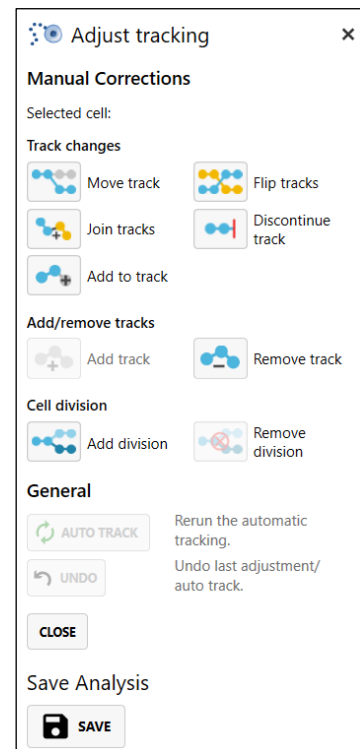 Adjust tracking
Manual Corrections
Selected cell:
Track changes
Move track
Flip tracks
Join tracks
Discontinue
track
Add to track
Add/remove tracks
Add track
Remove track
Cell division
Add division
Remove
division
General
AUTO TRACK
Rerun the automatic
tracking.
UNDO
Undo last adjustment/
auto track.
CLOSE
Save Analysis
SAVE